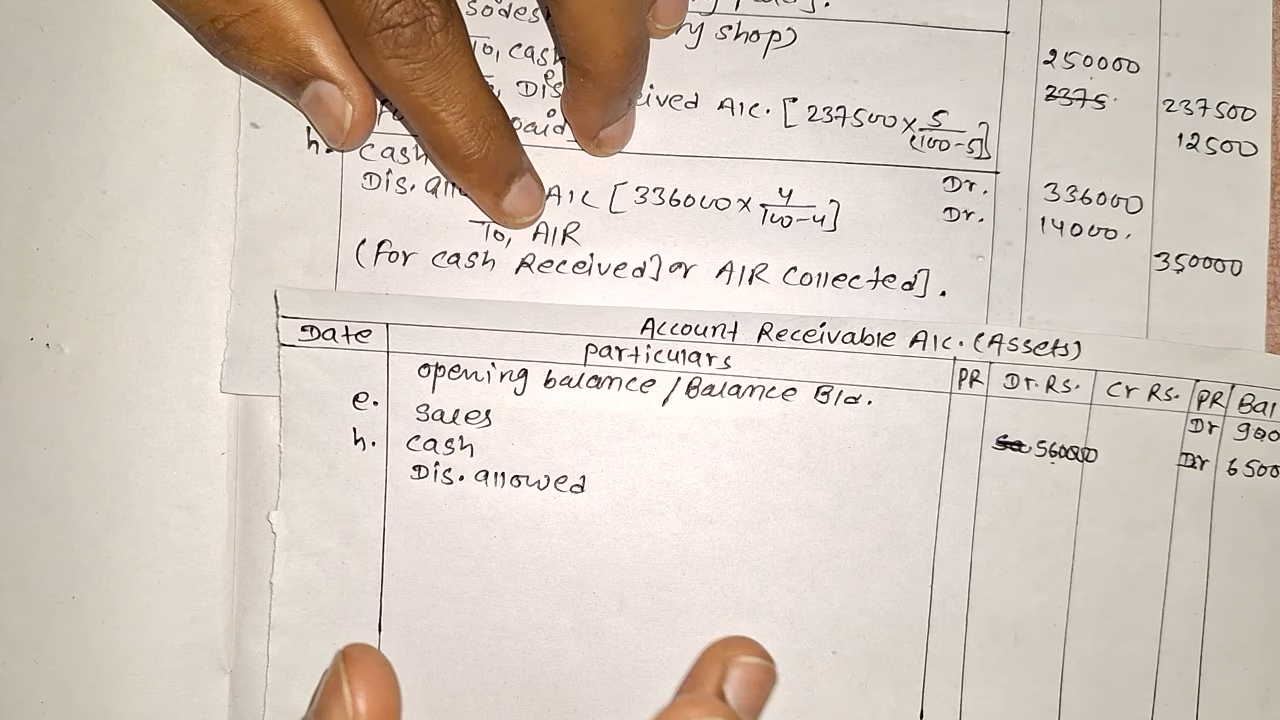 ry shop)
To, cash
250000
Dis ived A/C. [237500 × 5/(100-5)]
2375. 237500
paid
12500
h. cash Dr. 336000
Dis. all A/C [336000 × 4/100-4] Dr. 14000.
To, A/R
350000
(For cash Received] or A/R collected].
Account Receivable A/c. (Assets)
Date particulars PR Dr. Rs. Cr Rs. PR Bal
opening balance / Balance B/d. Dr 900
e. Sales 560000 Dr 6500
h. cash
Dis. allowed